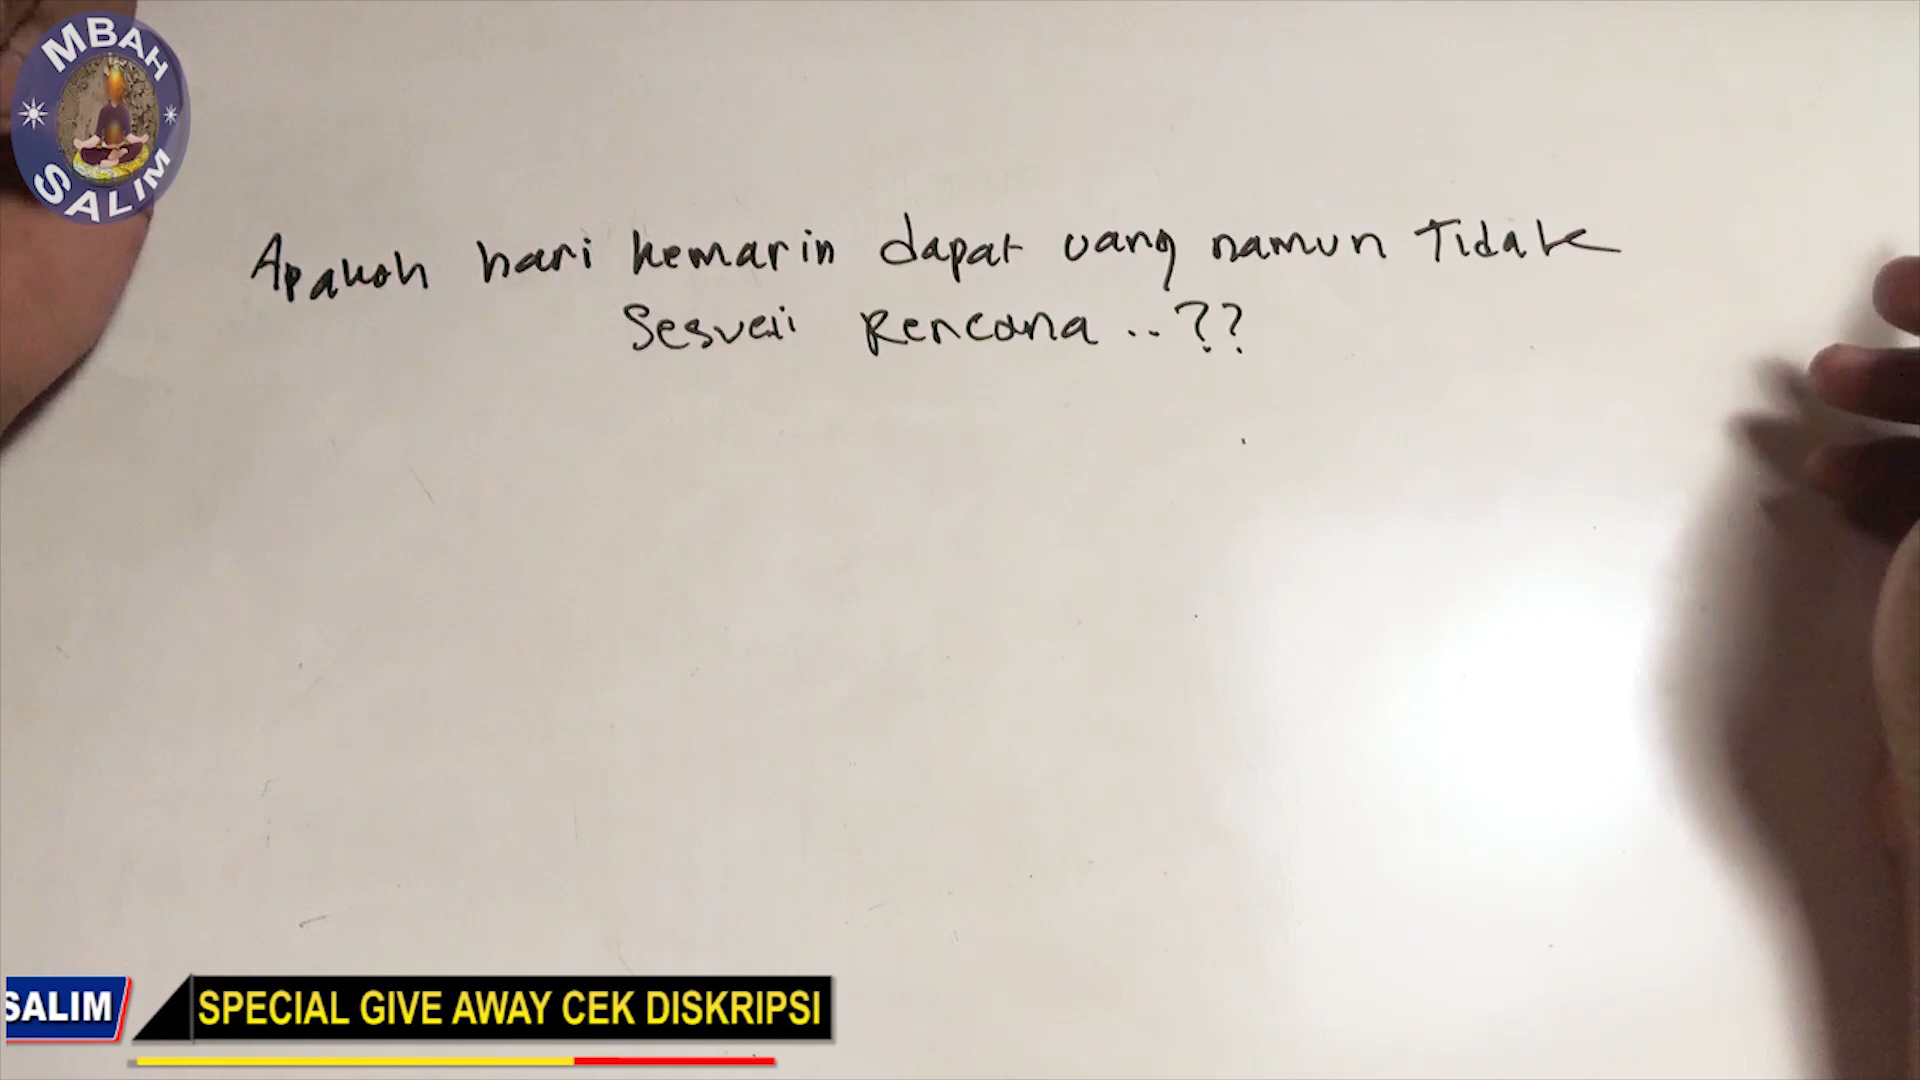 MBAH
SALIM
Apakah hari kemarin dapat uang namun Tidak
Sesuai Rencana ..??
SALIM
SPECIAL GIVE AWAY CEK DISKRIPSI